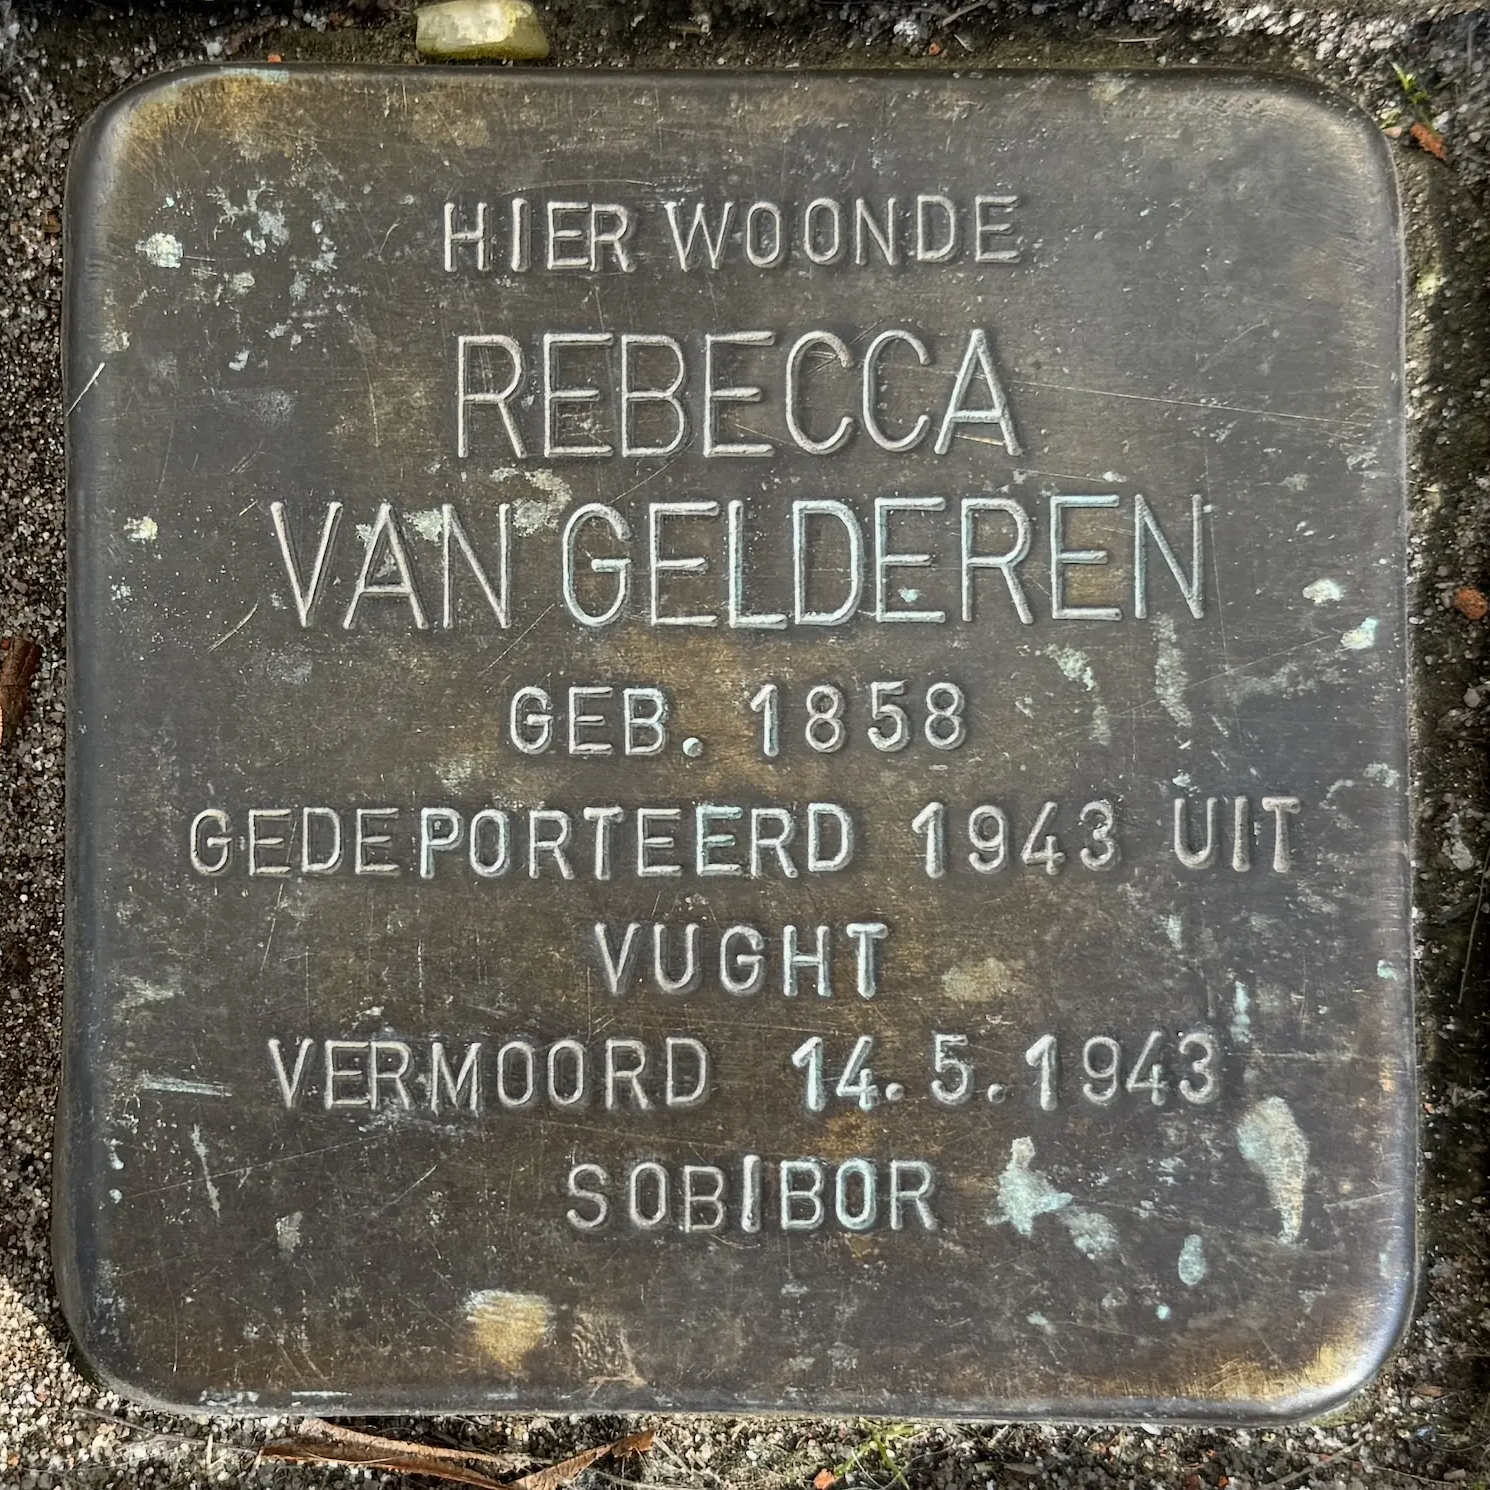 HIER WOONDE
REBECCA
VAN GELDEREN
GEB. 1858
GEDEPORTEERD 1943 UIT
VUGHT
VERMOORD 14.5.1943
SOBIBOR